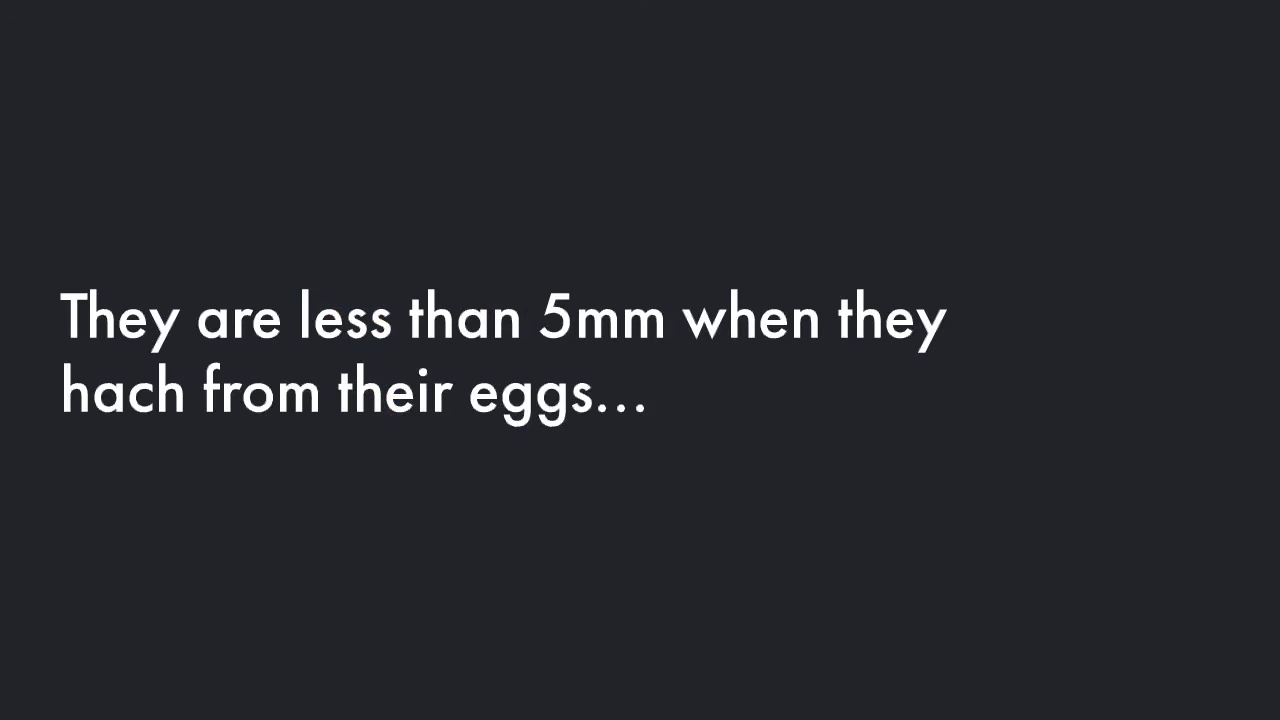 They are less than 5mm when they
hach from their eggs…